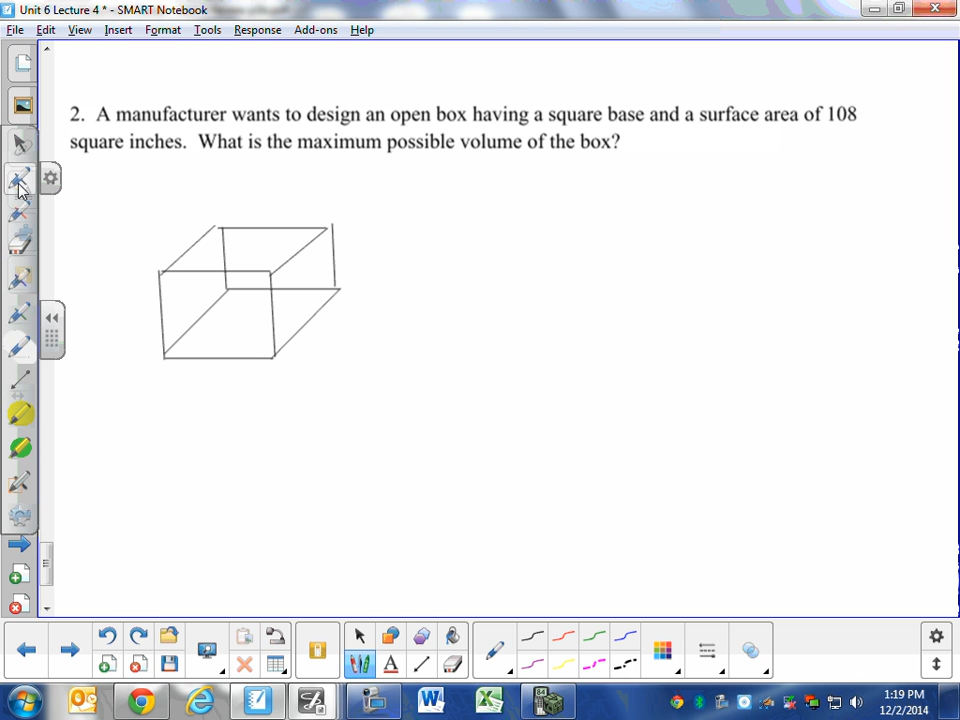 Unit 6 Lecture 4 * - SMART Notebook
File Edit View Insert Format Tools Response Add-ons Help
2. A manufacturer wants to design an open box having a square base and a surface area of 108
square inches. What is the maximum possible volume of the box?
1:19 PM
12/2/2014